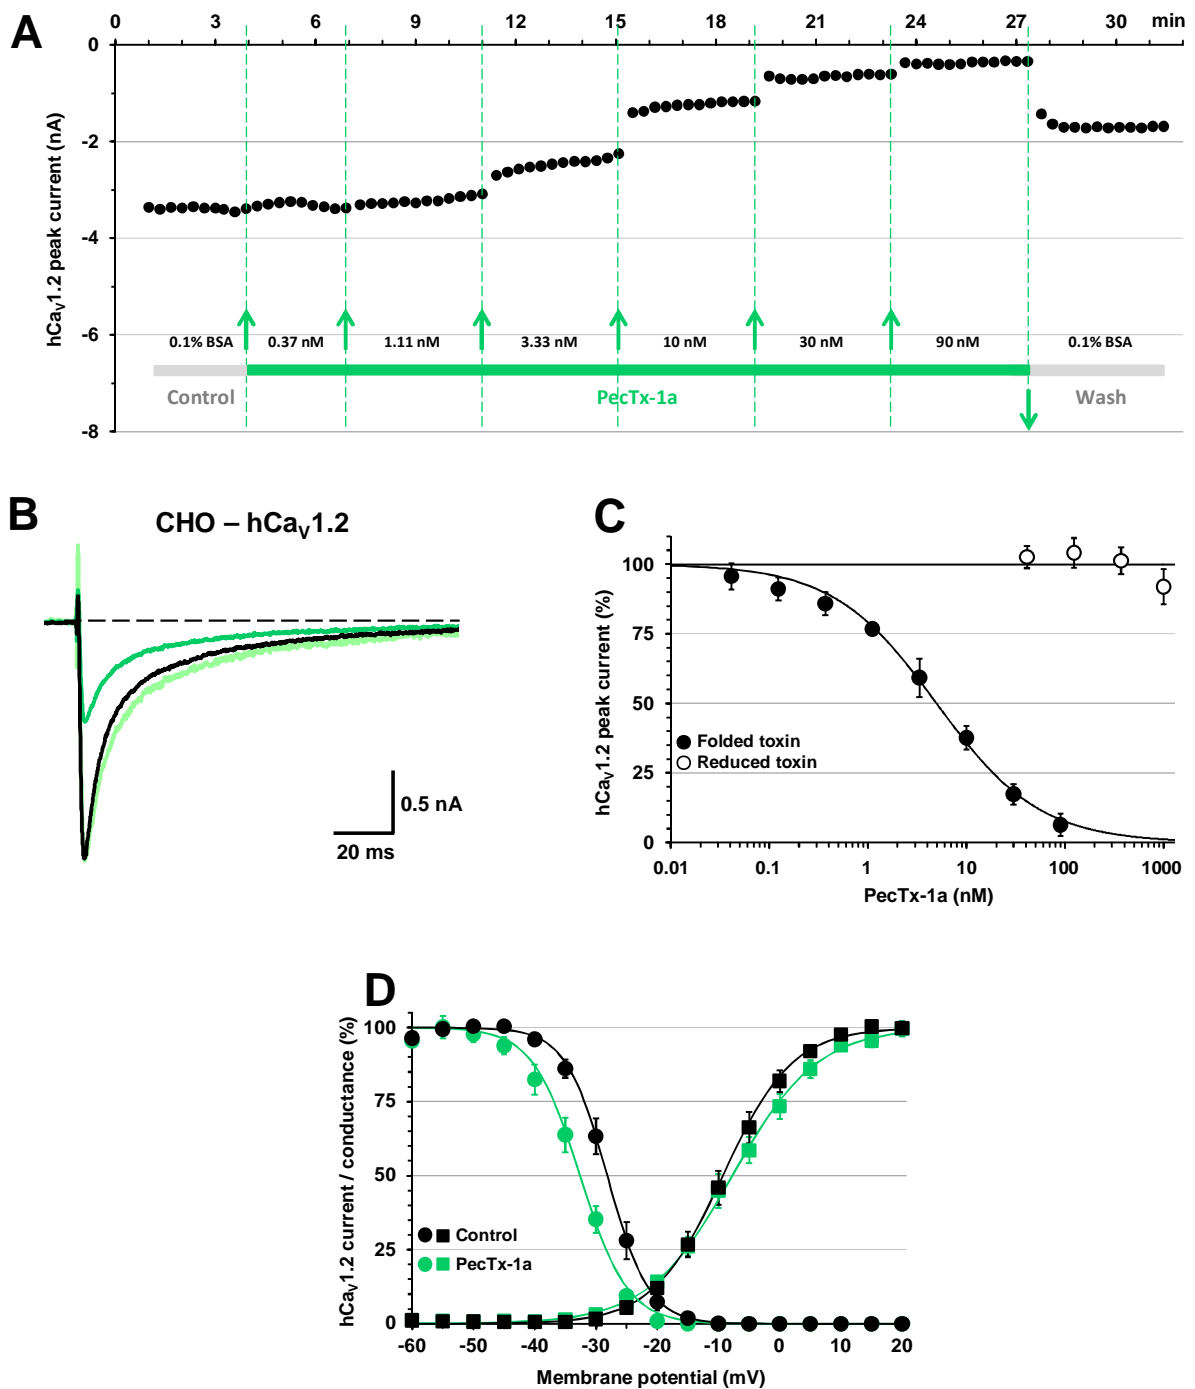 A
0 3 6 9 12 15 18 21 24 27 30 min
0
-2
-4
-6
-8
hCaV1.2 peak current (nA)
0.1% BSA 0.37 nM 1.11 nM 3.33 nM 10 nM 30 nM 90 nM 0.1% BSA
Control PecTx-1a Wash
B
CHO – hCaV1.2
0.5 nA
20 ms
C
100
75
50
25
0
hCaV1.2 peak current (%)
Folded toxin
Reduced toxin
0.01 0.1 1 10 100 1000
PecTx-1a (nM)
D
100
75
50
25
0
hCaV1.2 current / conductance (%)
Control
PecTx-1a
-60 -50 -40 -30 -20 -10 0 10 20
Membrane potential (mV)